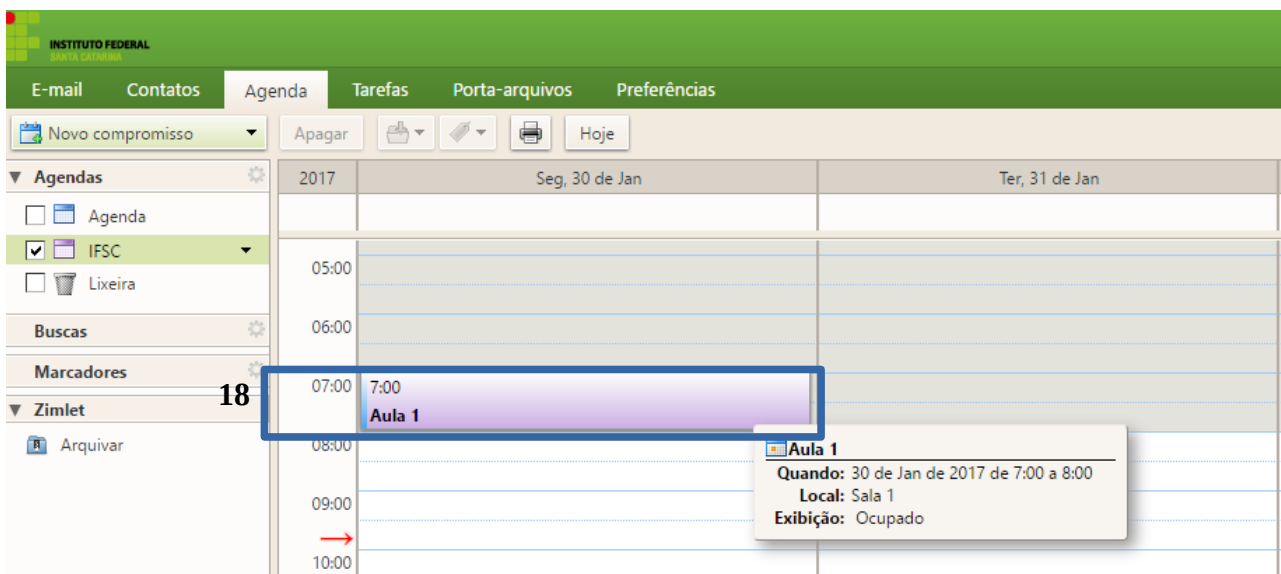 INSTITUTO FEDERAL
SANTA CATARINA
E-mail Contatos Agenda Tarefas Porta-arquivos Preferências
Novo compromisso Apagar Hoje
Agendas
2017 Seg, 30 de Jan Ter, 31 de Jan
Agenda
IFSC
Lixeira
05:00
Buscas
06:00
Marcadores
18
07:00
7:00
Aula 1
Zimlet
Arquivar
08:00
Aula 1
Quando: 30 de Jan de 2017 de 7:00 a 8:00
Local: Sala 1
Exibição: Ocupado
09:00
10:00